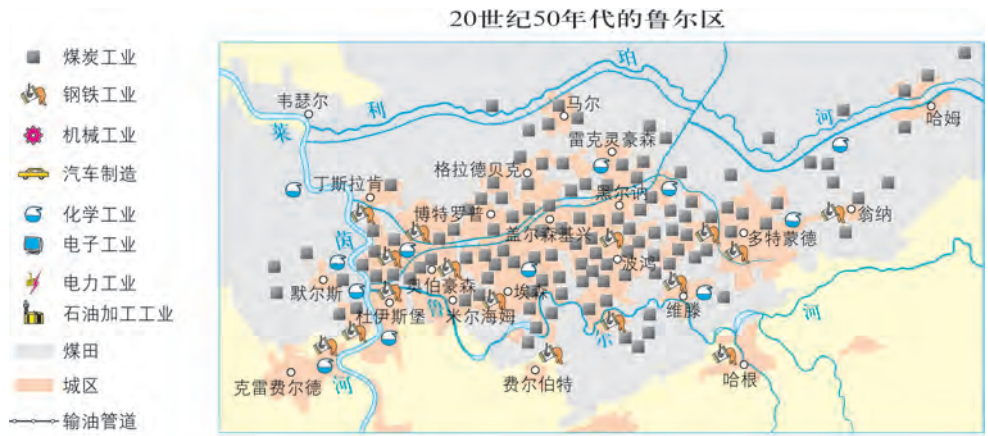 20世纪50年代的鲁尔区
煤炭工业
钢铁工业
机械工业
汽车制造
化学工业
电子工业
电力工业
石油加工工业
煤田
城区
输油管道
韦瑟尔
莱
利
珀
河
马尔
哈姆
雷克灵豪森
格拉德贝克
丁斯拉肯
黑尔讷
博特罗普
翁纳
茵
盖尔森基兴
多特蒙德
波鸿
默尔斯
奥伯豪森
埃森
鲁
杜伊斯堡
米尔海姆
维滕
尔
河
克雷费尔德
河
费尔伯特
哈根